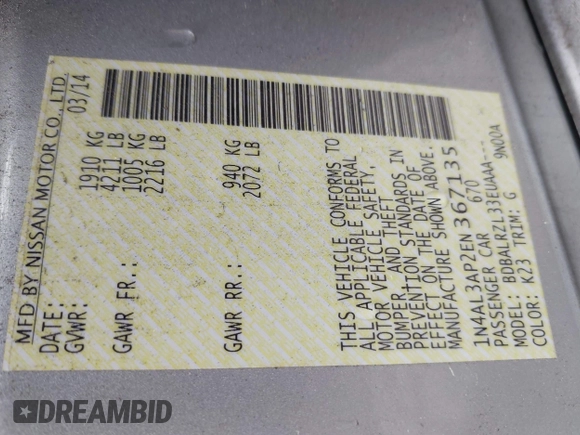 MFD BY NISSAN MOTOR CO., LTD.
DATE: 03/14
GVWR: 1910 KG
4211 LB
GAWR FR.: 1005 KG
2216 LB
GAWR RR.: 940 KG
2072 LB
THIS VEHICLE CONFORMS TO
ALL APPLICABLE FEDERAL
MOTOR VEHICLE SAFETY,
BUMPER, AND THEFT
PREVENTION STANDARDS IN
EFFECT ON THE DATE OF
MANUFACTURE SHOWN ABOVE.
1N4AL3AP2EN367135
PASSENGER CAR 670
MODEL: BDBALRZL33EUAAA---
COLOR: K23 TRIM: G 9N00A
DREAMBID